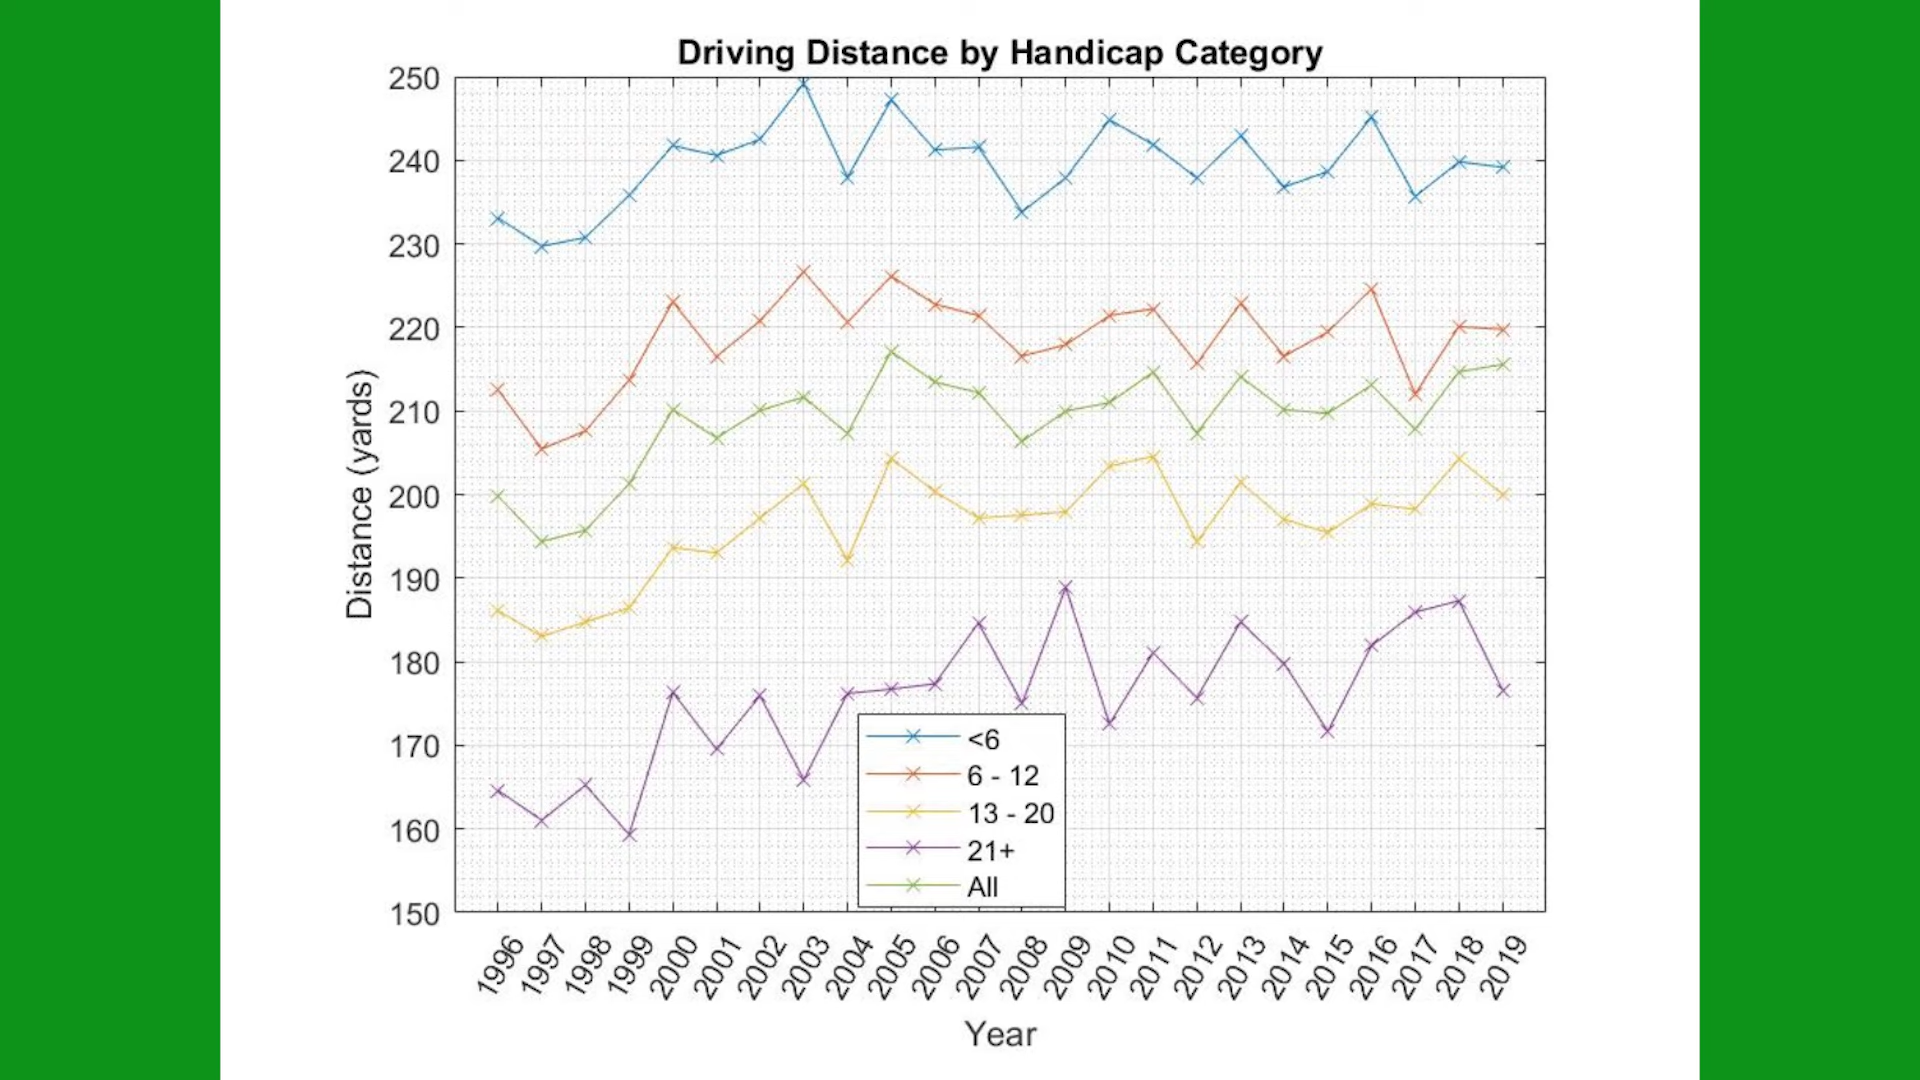 Driving Distance by Handicap Category
250
240
230
220
210
200
190
180
170
160
150
Distance (yards)
<6
6 - 12
13 - 20
21+
All
1996 1997 1998 1999 2000 2001 2002 2003 2004 2005 2006 2007 2008 2009 2010 2011 2012 2013 2014 2015 2016 2017 2018 2019
Year